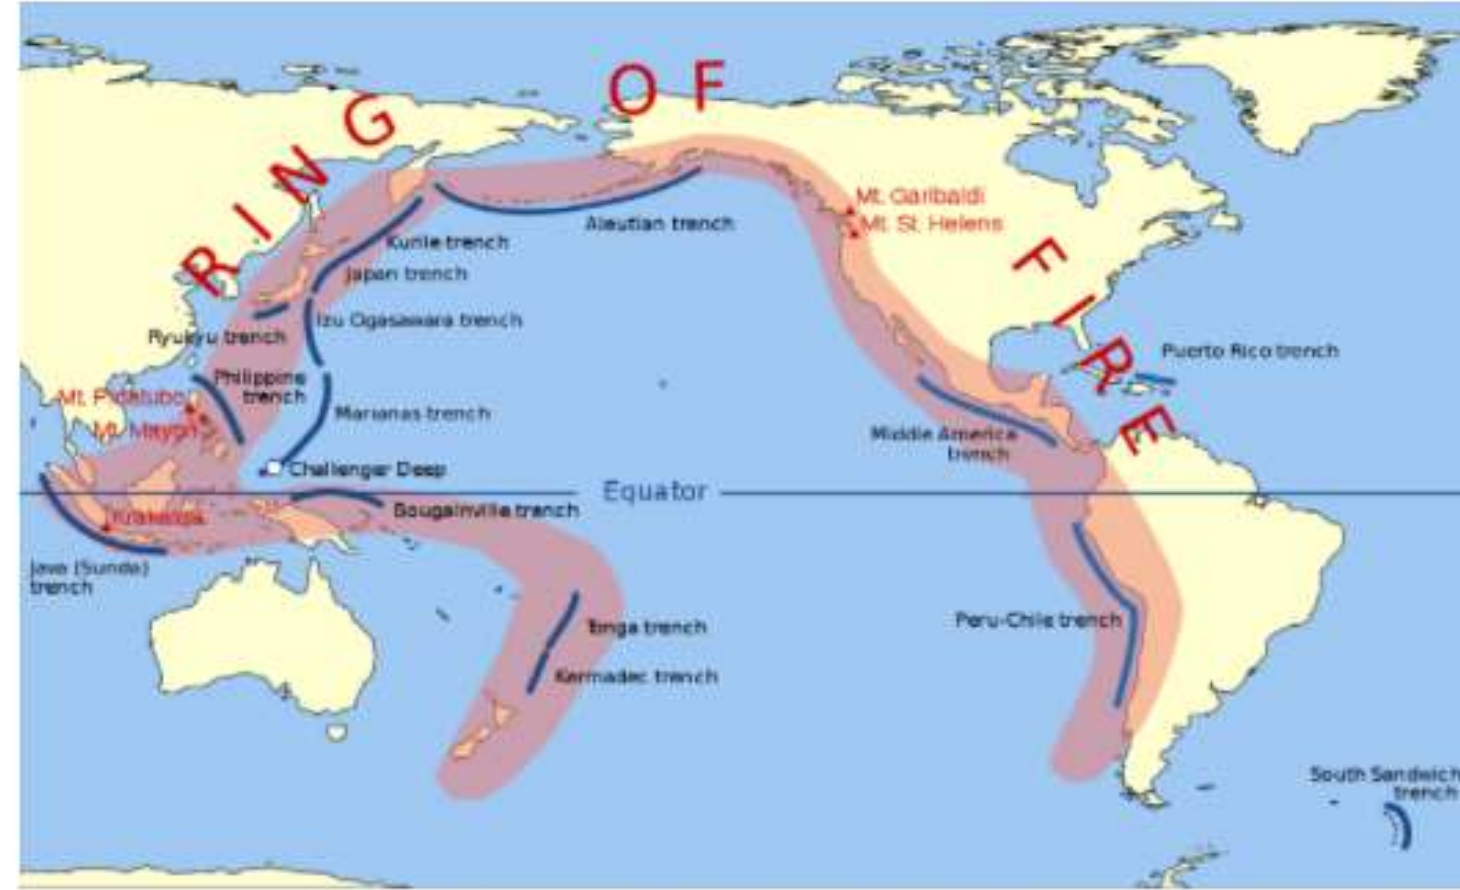 RING OF FIRE
Mt. Garibaldi
Mt. St. Helens
Aleutian trench
Kurile trench
Japan trench
Izu Ogasawara trench
Ryukyu trench
Puerto Rico trench
Philippine
trench
Mt. Pinatubo
Mt. Mayon
Marianas trench
Middle America
trench
Challenger Deep
Equator
Bougainville trench
Krakatoa
Java (Sunda)
trench
Tonga trench
Peru-Chile trench
Kermadec trench
South Sandwich
trench